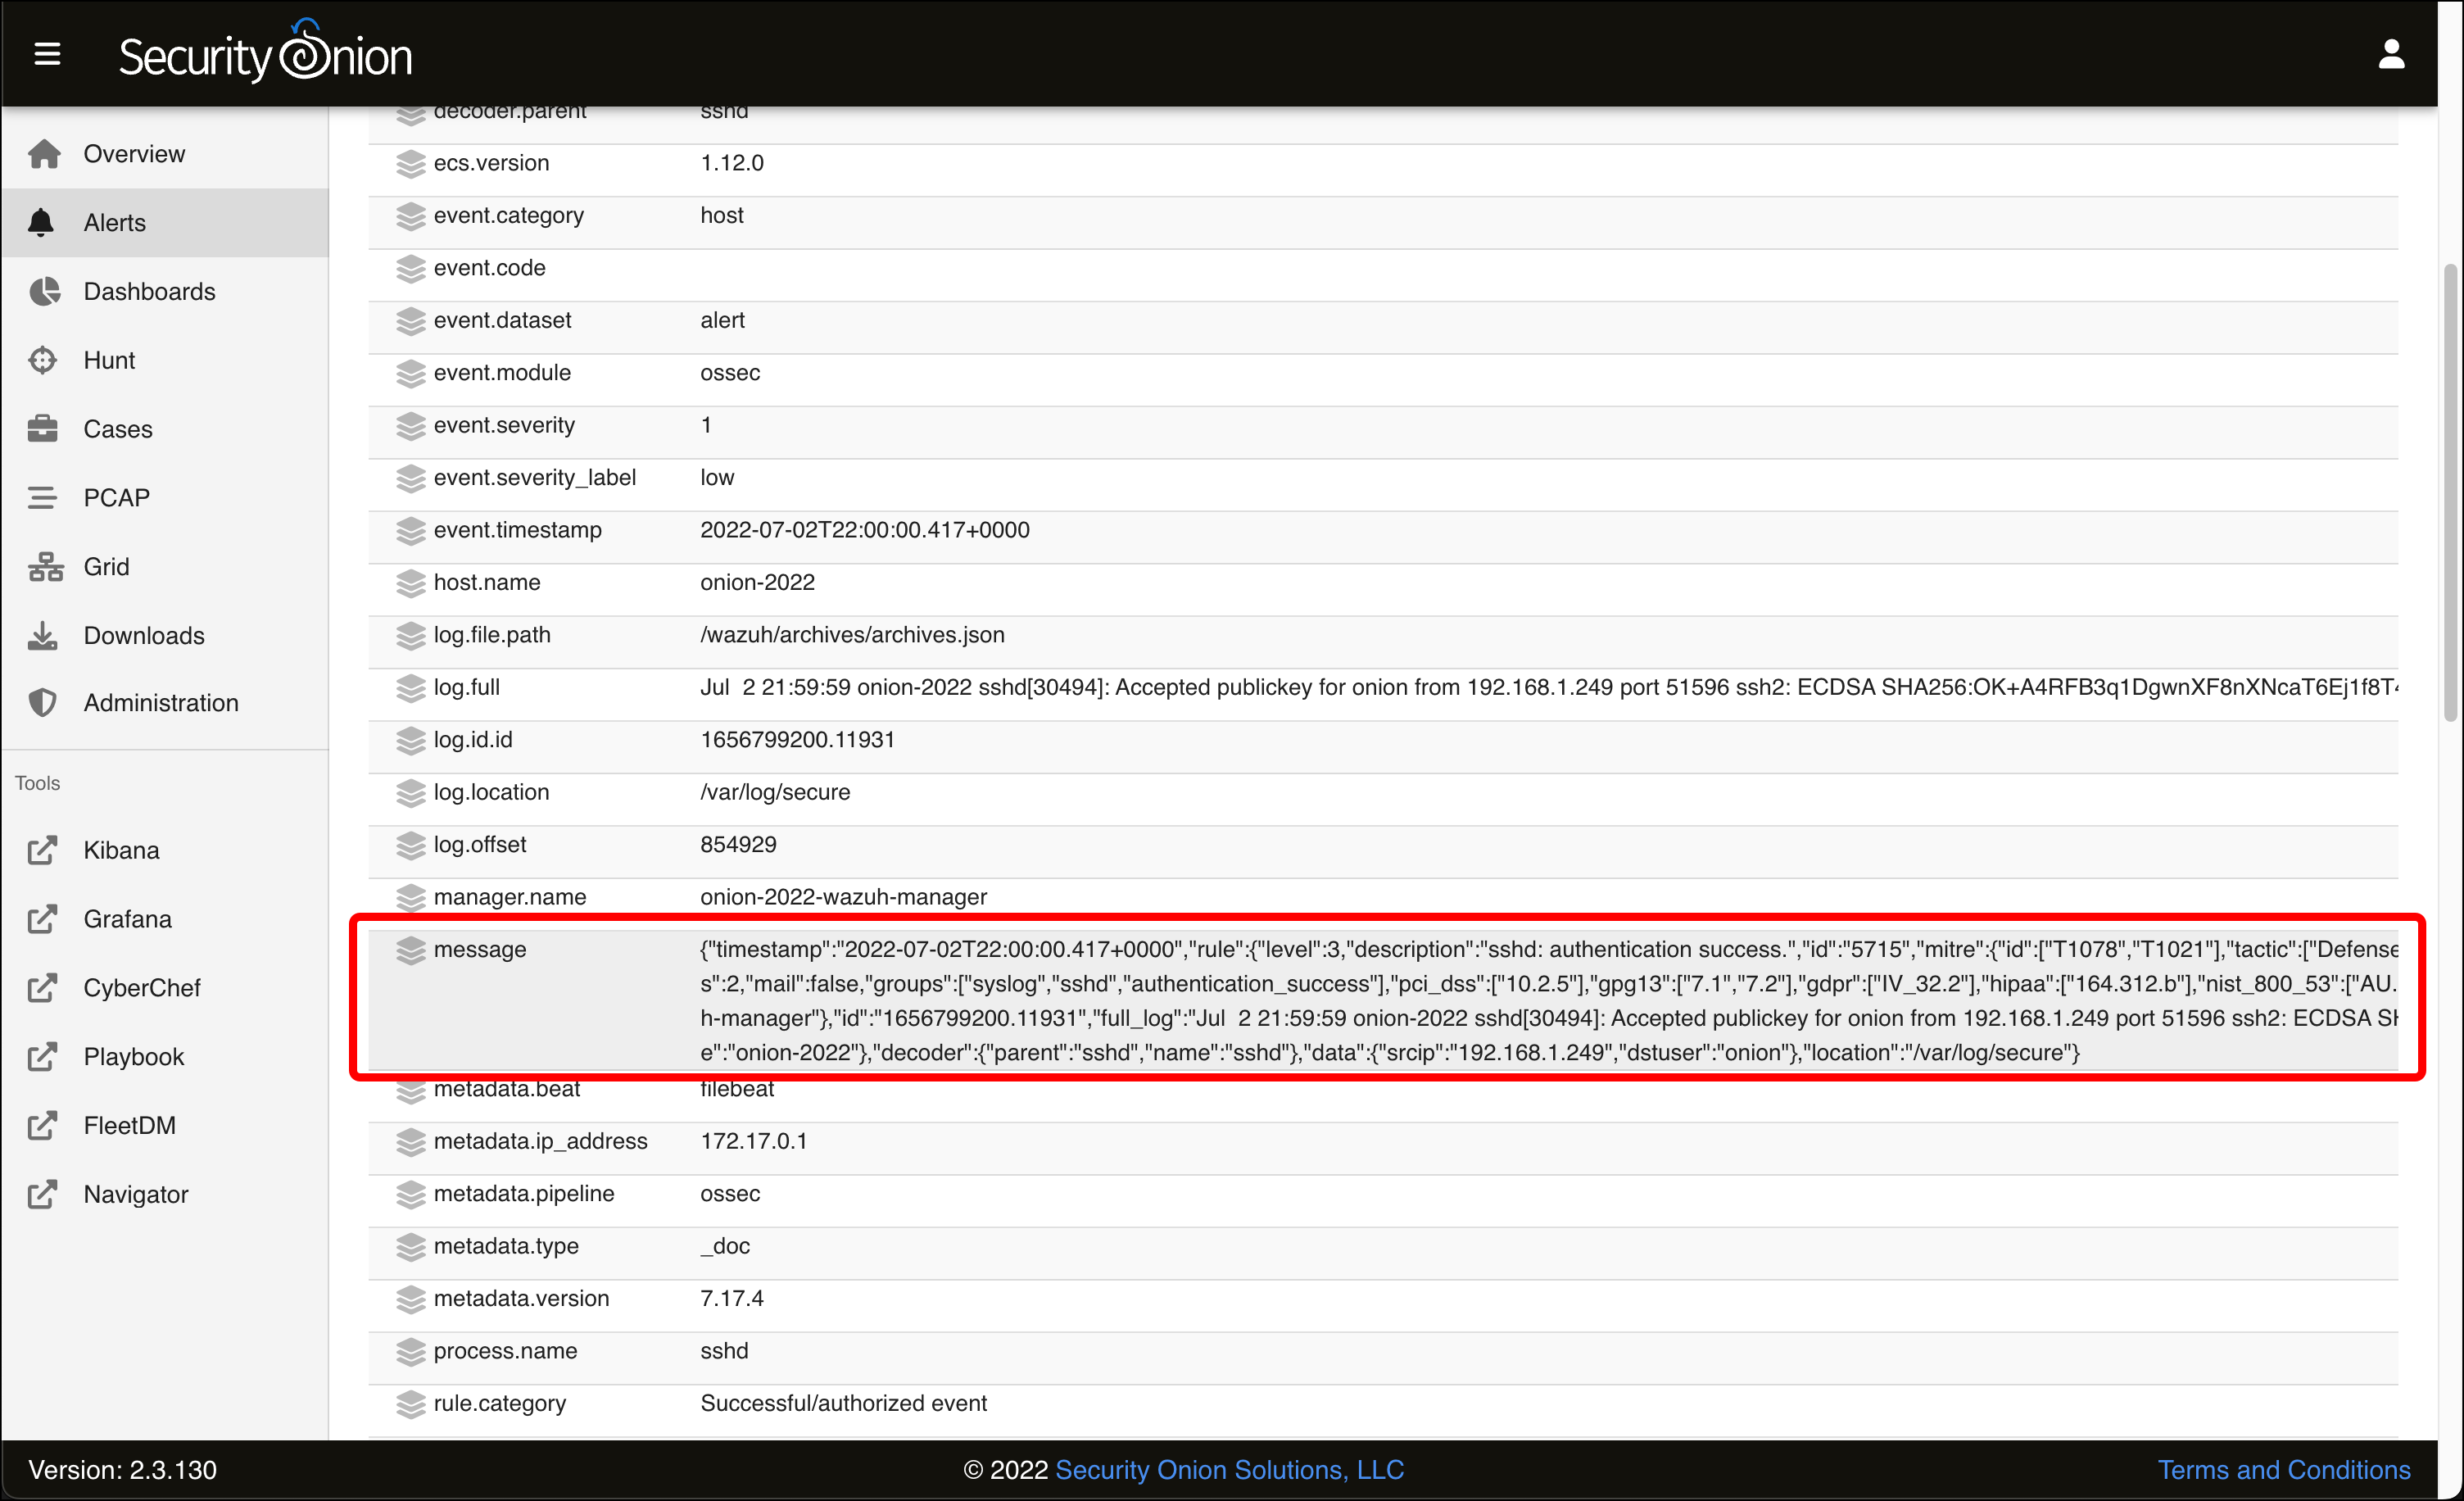 Security Onion
Overview
Alerts
Dashboards
Hunt
Cases
PCAP
Grid
Downloads
Administration
Tools
Kibana
Grafana
CyberChef
Playbook
FleetDM
Navigator
decoder.parent sshd
ecs.version 1.12.0
event.category host
event.code
event.dataset alert
event.module ossec
event.severity 1
event.severity_label low
event.timestamp 2022-07-02T22:00:00.417+0000
host.name onion-2022
log.file.path /wazuh/archives/archives.json
log.full Jul  2 21:59:59 onion-2022 sshd[30494]: Accepted publickey for onion from 192.168.1.249 port 51596 ssh2: ECDSA SHA256:OK+A4RFB3q1DgwnXF8nXNcaT6Ej1f8T4
log.id.id 1656799200.11931
log.location /var/log/secure
log.offset 854929
manager.name onion-2022-wazuh-manager
message {"timestamp":"2022-07-02T22:00:00.417+0000","rule":{"level":3,"description":"sshd: authentication success.","id":"5715","mitre":{"id":["T1078","T1021"],"tactic":["Defense
s":2,"mail":false,"groups":["syslog","sshd","authentication_success"],"pci_dss":["10.2.5"],"gpg13":["7.1","7.2"],"gdpr":["IV_32.2"],"hipaa":["164.312.b"],"nist_800_53":["AU.
h-manager"},"id":"1656799200.11931","full_log":"Jul  2 21:59:59 onion-2022 sshd[30494]: Accepted publickey for onion from 192.168.1.249 port 51596 ssh2: ECDSA SH
e":"onion-2022"},"decoder":{"parent":"sshd","name":"sshd"},"data":{"srcip":"192.168.1.249","dstuser":"onion"},"location":"/var/log/secure"}
metadata.beat filebeat
metadata.ip_address 172.17.0.1
metadata.pipeline ossec
metadata.type _doc
metadata.version 7.17.4
process.name sshd
rule.category Successful/authorized event
Version: 2.3.130
© 2022 Security Onion Solutions, LLC
Terms and Conditions